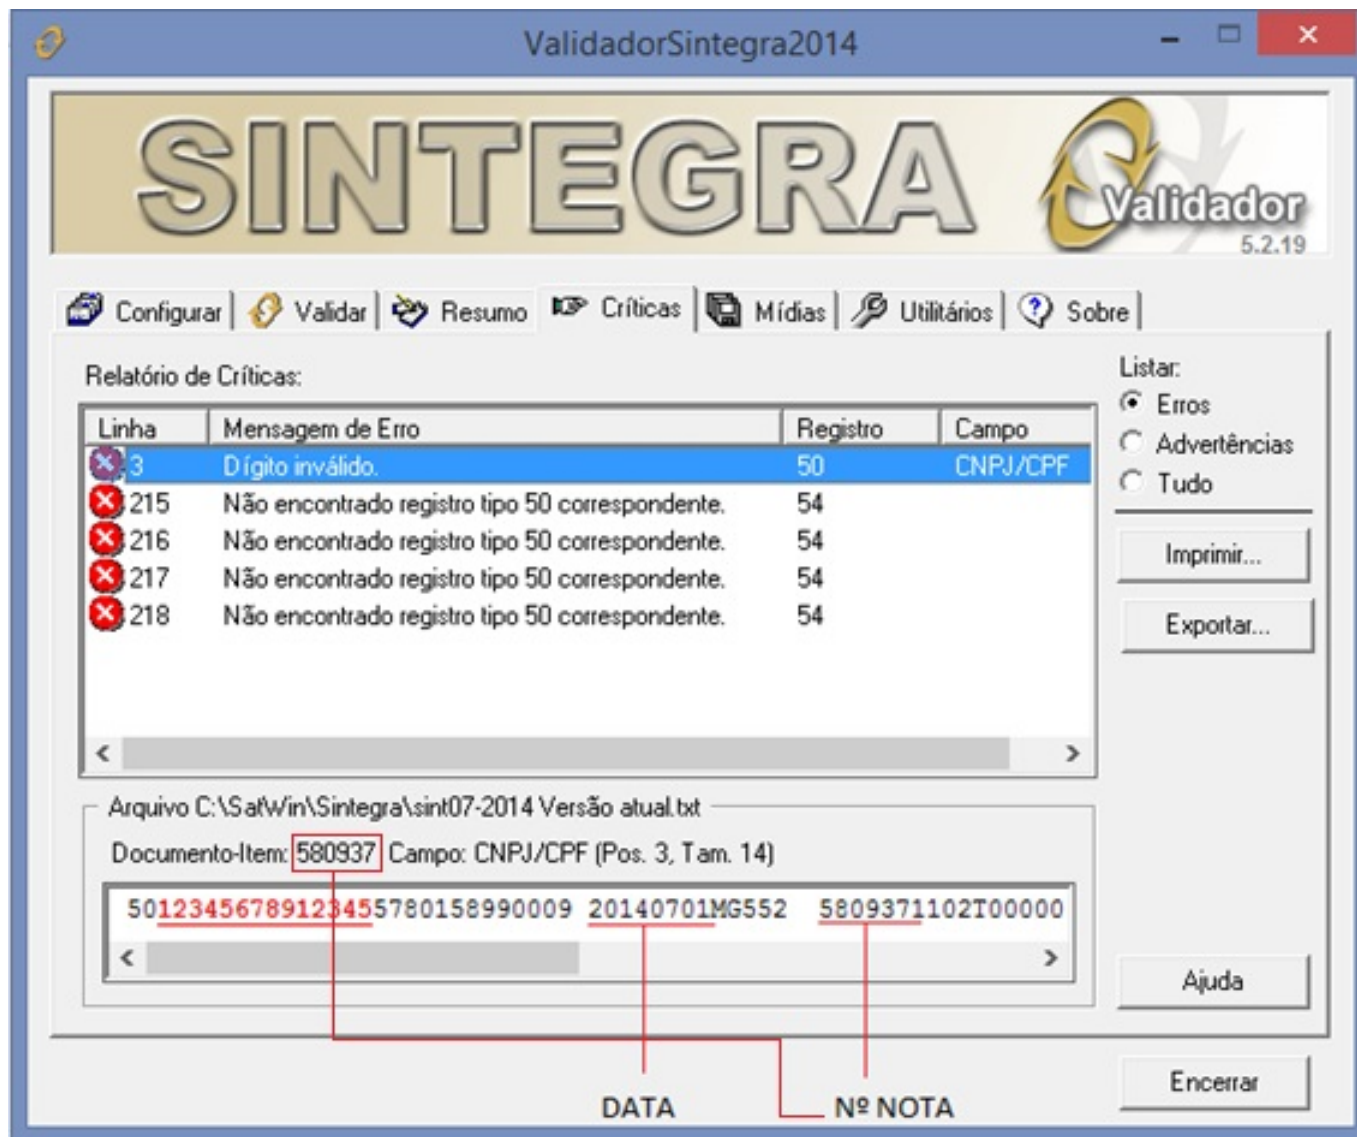 ValidadorSintegra2014
SINTEGRA
Validador
5.2.19
Configurar Validar Resumo Críticas Mídias Utilitários Sobre
Relatório de Críticas:
Linha Mensagem de Erro Registro Campo
3 Dígito inválido. 50 CNPJ/CPF
215 Não encontrado registro tipo 50 correspondente. 54
216 Não encontrado registro tipo 50 correspondente. 54
217 Não encontrado registro tipo 50 correspondente. 54
218 Não encontrado registro tipo 50 correspondente. 54
Listar:
Erros
Advertências
Tudo
Imprimir...
Exportar...
Arquivo C:\SatWin\Sintegra\sint07-2014 Versão atual.txt
Documento-Item: 580937 Campo: CNPJ/CPF (Pos. 3, Tam. 14)
50123456789123455780158990009 20140701MG552 5809371102T00000
Ajuda
Encerrar
DATA Nº NOTA